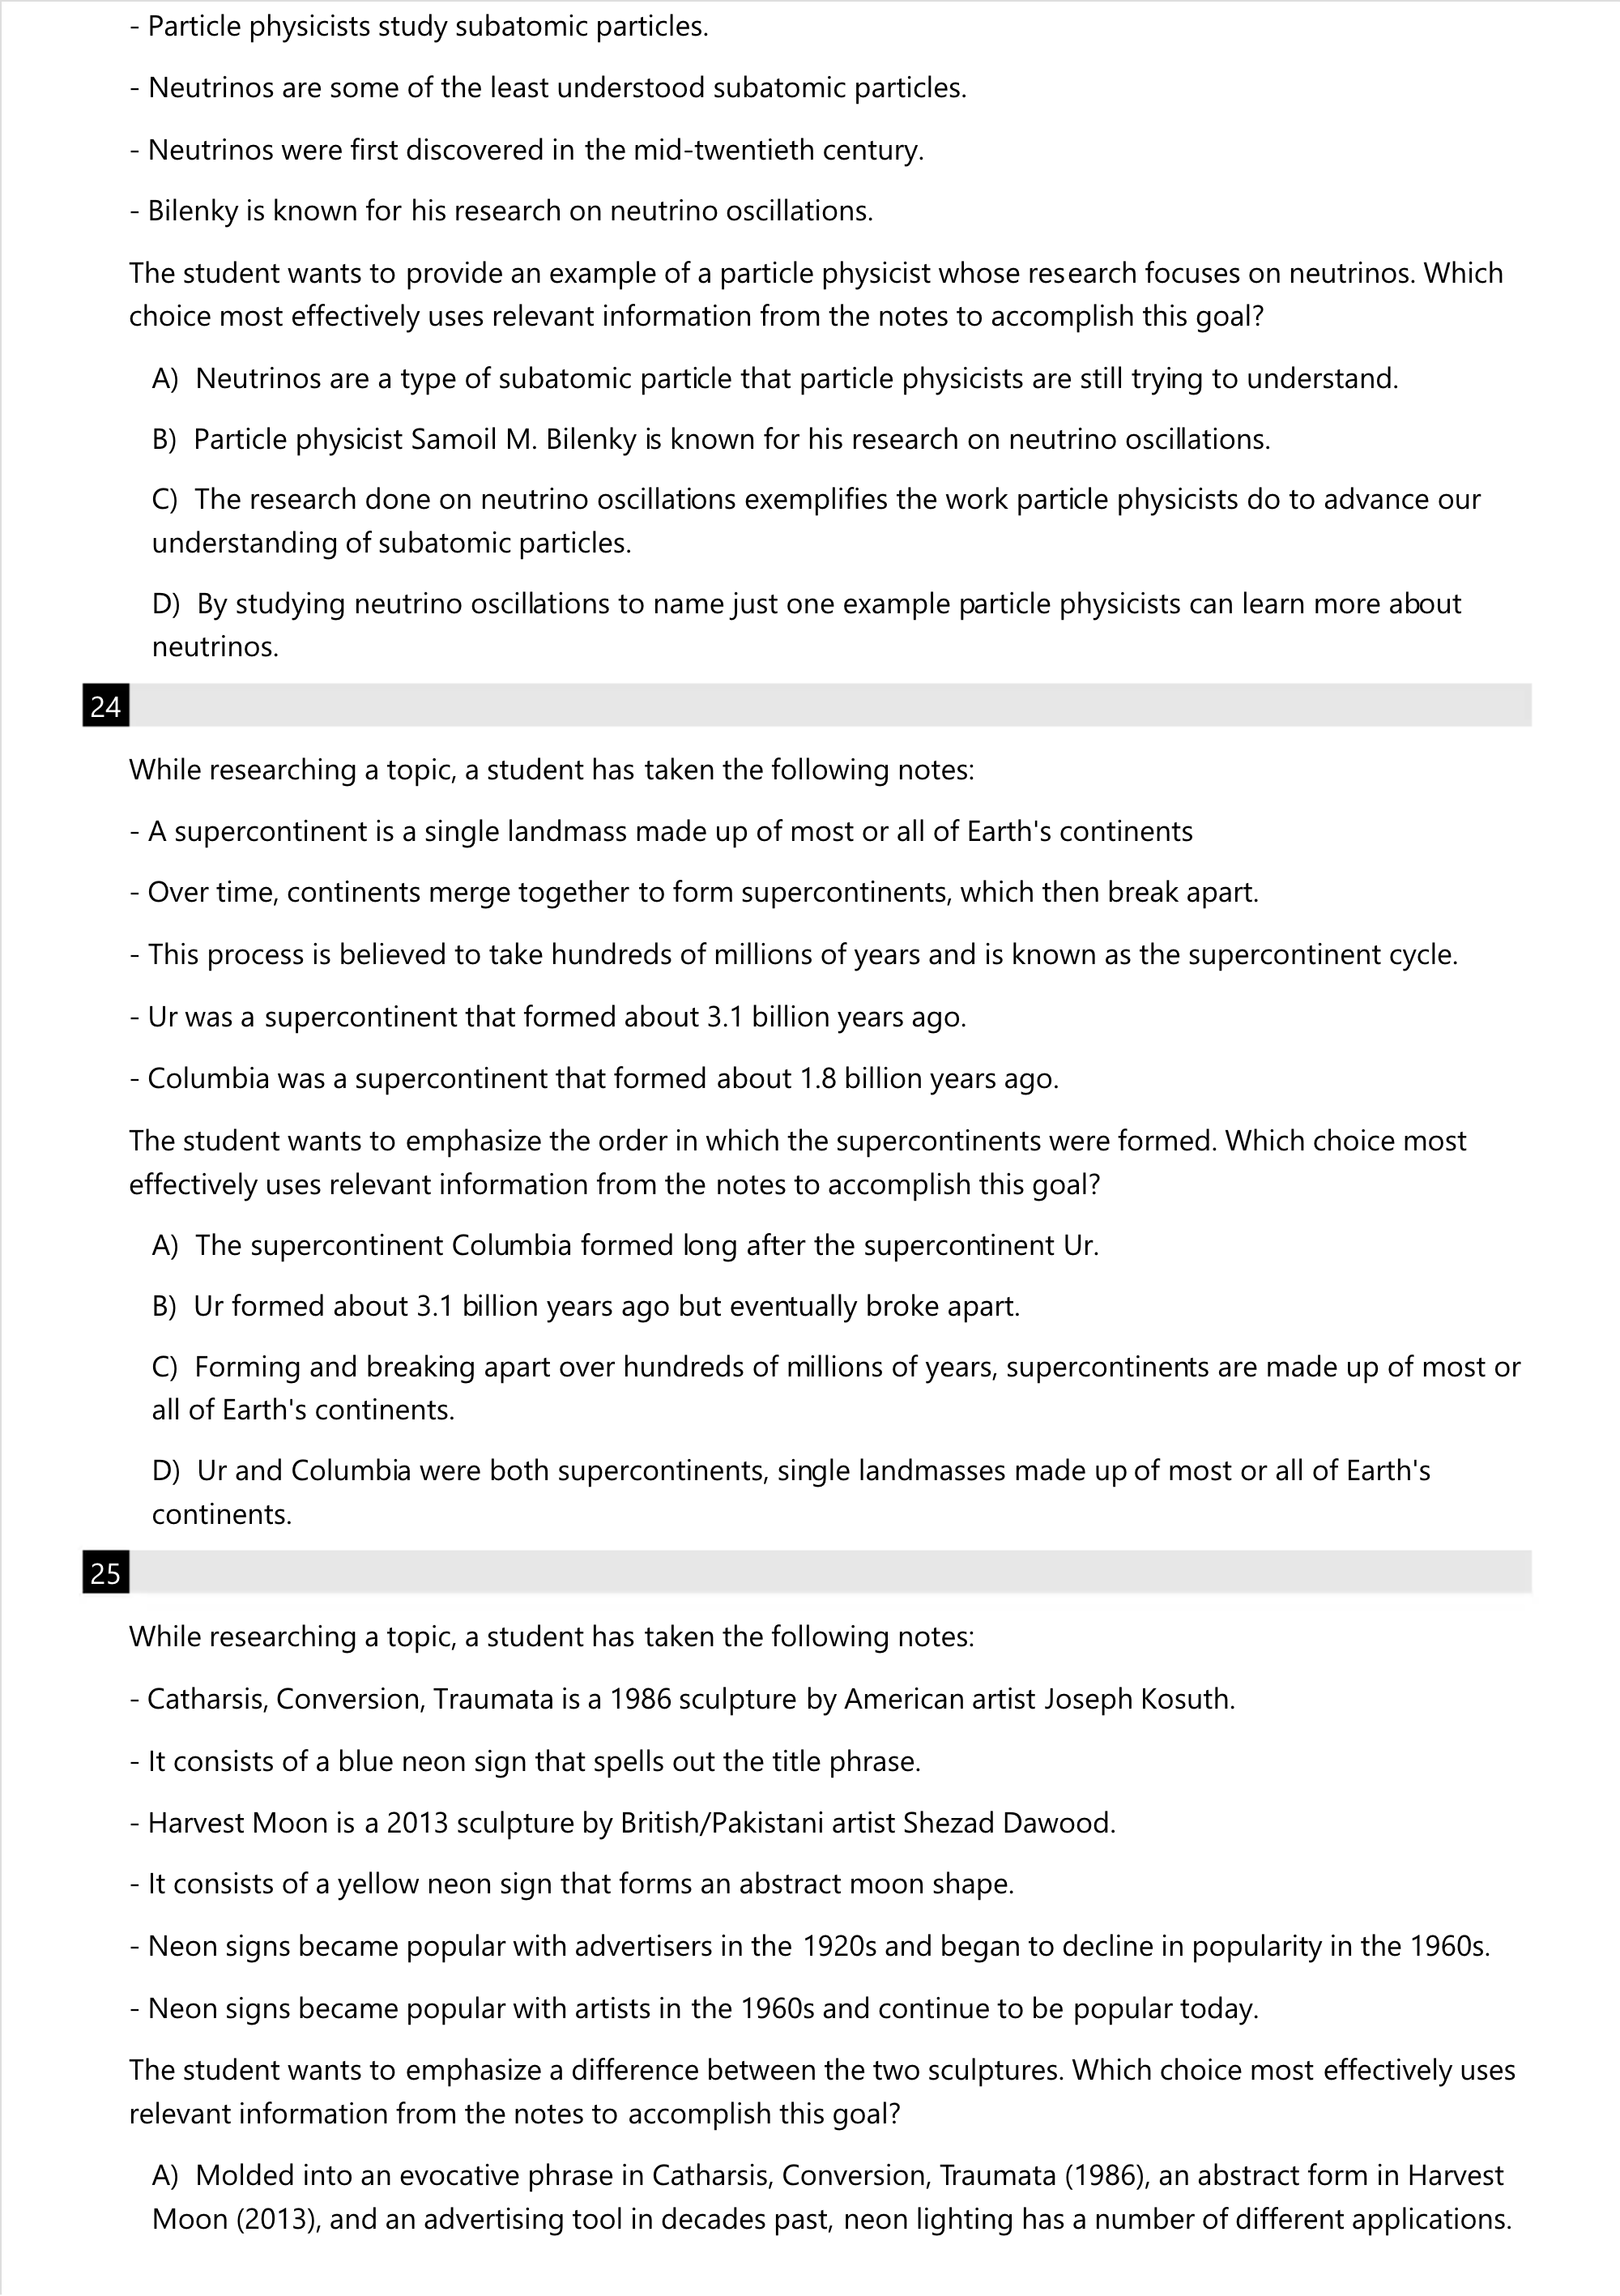 - Particle physicists study subatomic particles.
- Neutrinos are some of the least understood subatomic particles.
- Neutrinos were first discovered in the mid-twentieth century.
- Bilenky is known for his research on neutrino oscillations.
The student wants to provide an example of a particle physicist whose research focuses on neutrinos. Which
choice most effectively uses relevant information from the notes to accomplish this goal?
A) Neutrinos are a type of subatomic particle that particle physicists are still trying to understand.
B) Particle physicist Samoil M. Bilenky is known for his research on neutrino oscillations.
C) The research done on neutrino oscillations exemplifies the work particle physicists do to advance our
understanding of subatomic particles.
D) By studying neutrino oscillations to name just one example particle physicists can learn more about
neutrinos.
24
While researching a topic, a student has taken the following notes:
- A supercontinent is a single landmass made up of most or all of Earth's continents
- Over time, continents merge together to form supercontinents, which then break apart.
- This process is believed to take hundreds of millions of years and is known as the supercontinent cycle.
- Ur was a supercontinent that formed about 3.1 billion years ago.
- Columbia was a supercontinent that formed about 1.8 billion years ago.
The student wants to emphasize the order in which the supercontinents were formed. Which choice most
effectively uses relevant information from the notes to accomplish this goal?
A) The supercontinent Columbia formed long after the supercontinent Ur.
B) Ur formed about 3.1 billion years ago but eventually broke apart.
C) Forming and breaking apart over hundreds of millions of years, supercontinents are made up of most or
all of Earth's continents.
D) Ur and Columbia were both supercontinents, single landmasses made up of most or all of Earth's
continents.
25
While researching a topic, a student has taken the following notes:
- Catharsis, Conversion, Traumata is a 1986 sculpture by American artist Joseph Kosuth.
- It consists of a blue neon sign that spells out the title phrase.
- Harvest Moon is a 2013 sculpture by British/Pakistani artist Shezad Dawood.
- It consists of a yellow neon sign that forms an abstract moon shape.
- Neon signs became popular with advertisers in the 1920s and began to decline in popularity in the 1960s.
- Neon signs became popular with artists in the 1960s and continue to be popular today.
The student wants to emphasize a difference between the two sculptures. Which choice most effectively uses
relevant information from the notes to accomplish this goal?
A) Molded into an evocative phrase in Catharsis, Conversion, Traumata (1986), an abstract form in Harvest
Moon (2013), and an advertising tool in decades past, neon lighting has a number of different applications.